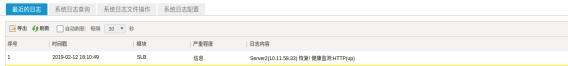 最近的日志 系统日志查询 系统日志文件操作 系统日志配置
导出 刷新 自动刷新: 每隔 30 秒
序号 时间戳 模块 严重程度 日志内容
1 2019-02-12 18:10:49 SLB 信息 Server2(10.11.58.33) 恢复! 健康监测:HTTP(up)